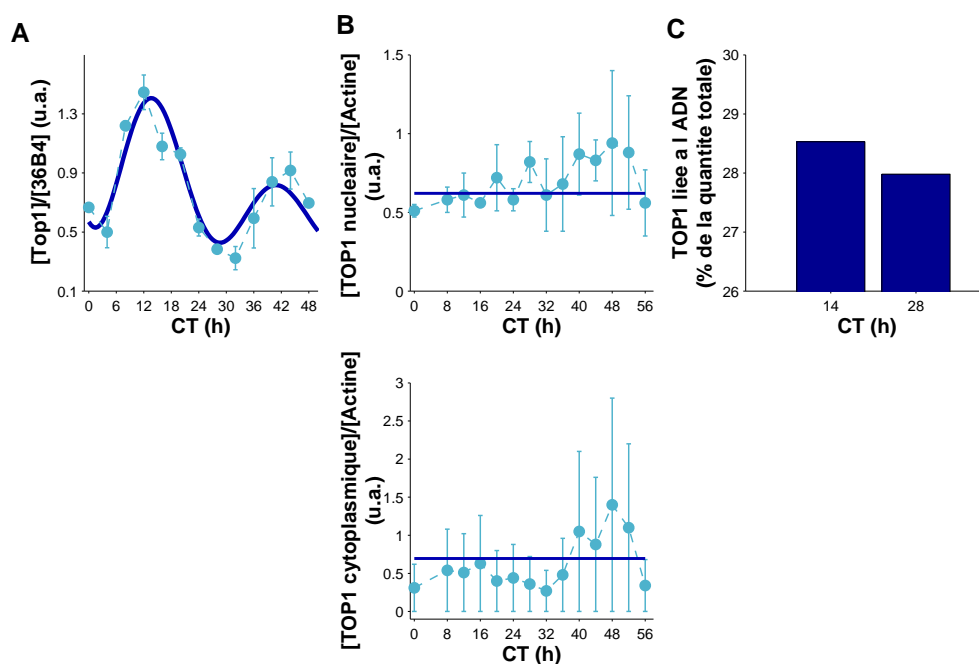 A
[Top1]/[36B4] (u.a.)
1.3
0.9
0.5
0.1
0 6 12 18 24 30 36 42 48
CT (h)
B
[TOP1 nucleaire]/[Actine]
(u.a.)
1.5
1
0.5
0
0 8 16 24 32 40 48 56
CT (h)
C
TOP1 liee a l ADN
(% de la quantite totale)
30
29
28
27
26
14 28
CT (h)
[TOP1 cytoplasmique]/[Actine]
(u.a.)
3
2.5
2
1.5
1
0.5
0
0 8 16 24 32 40 48 56
CT (h)